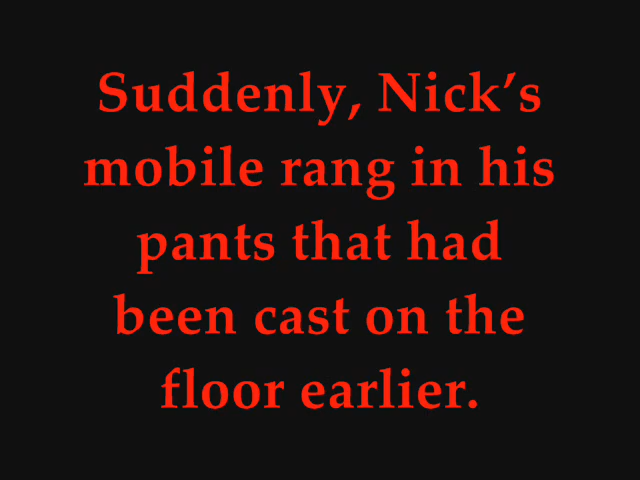 Suddenly, Nick’s
mobile rang in his
pants that had
been cast on the
floor earlier.